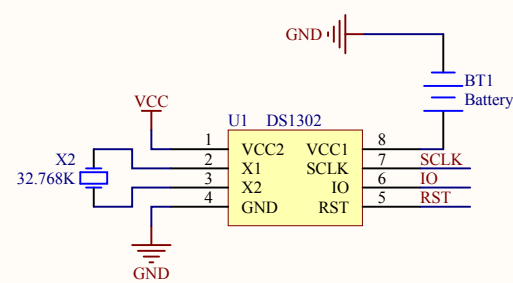 GND
BT1
Battery
VCC
U1 DS1302
1 VCC2 VCC1 8
X2 2 X1 SCLK 7 SCLK
32.768K 3 X2 IO 6 IO
4 GND RST 5 RST
GND